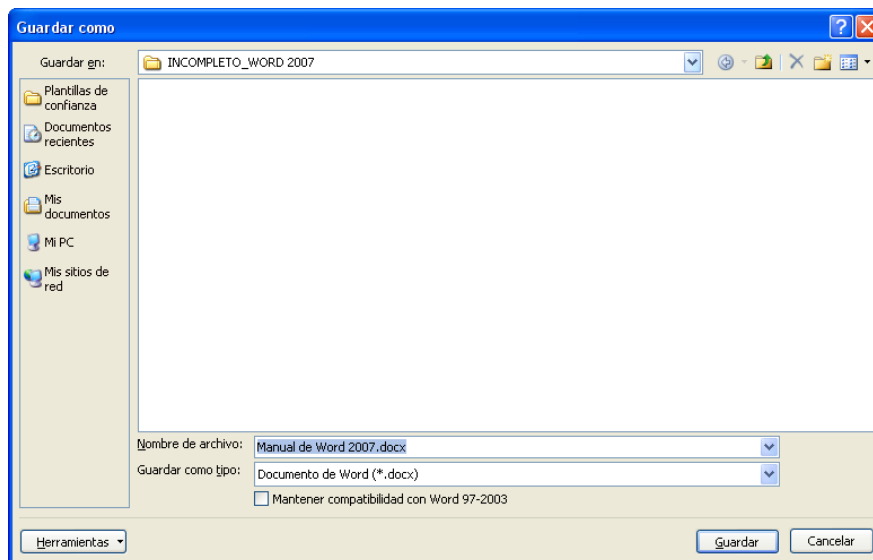 Guardar como
Guardar en:
INCOMPLETO_WORD 2007
Plantillas de
confianza
Documentos
recientes
Escritorio
Mis
documentos
Mi PC
Mis sitios de
red
Nombre de archivo:
Manual de Word 2007.docx
Guardar como tipo:
Documento de Word (*.docx)
Mantener compatibilidad con Word 97-2003
Herramientas
Guardar
Cancelar